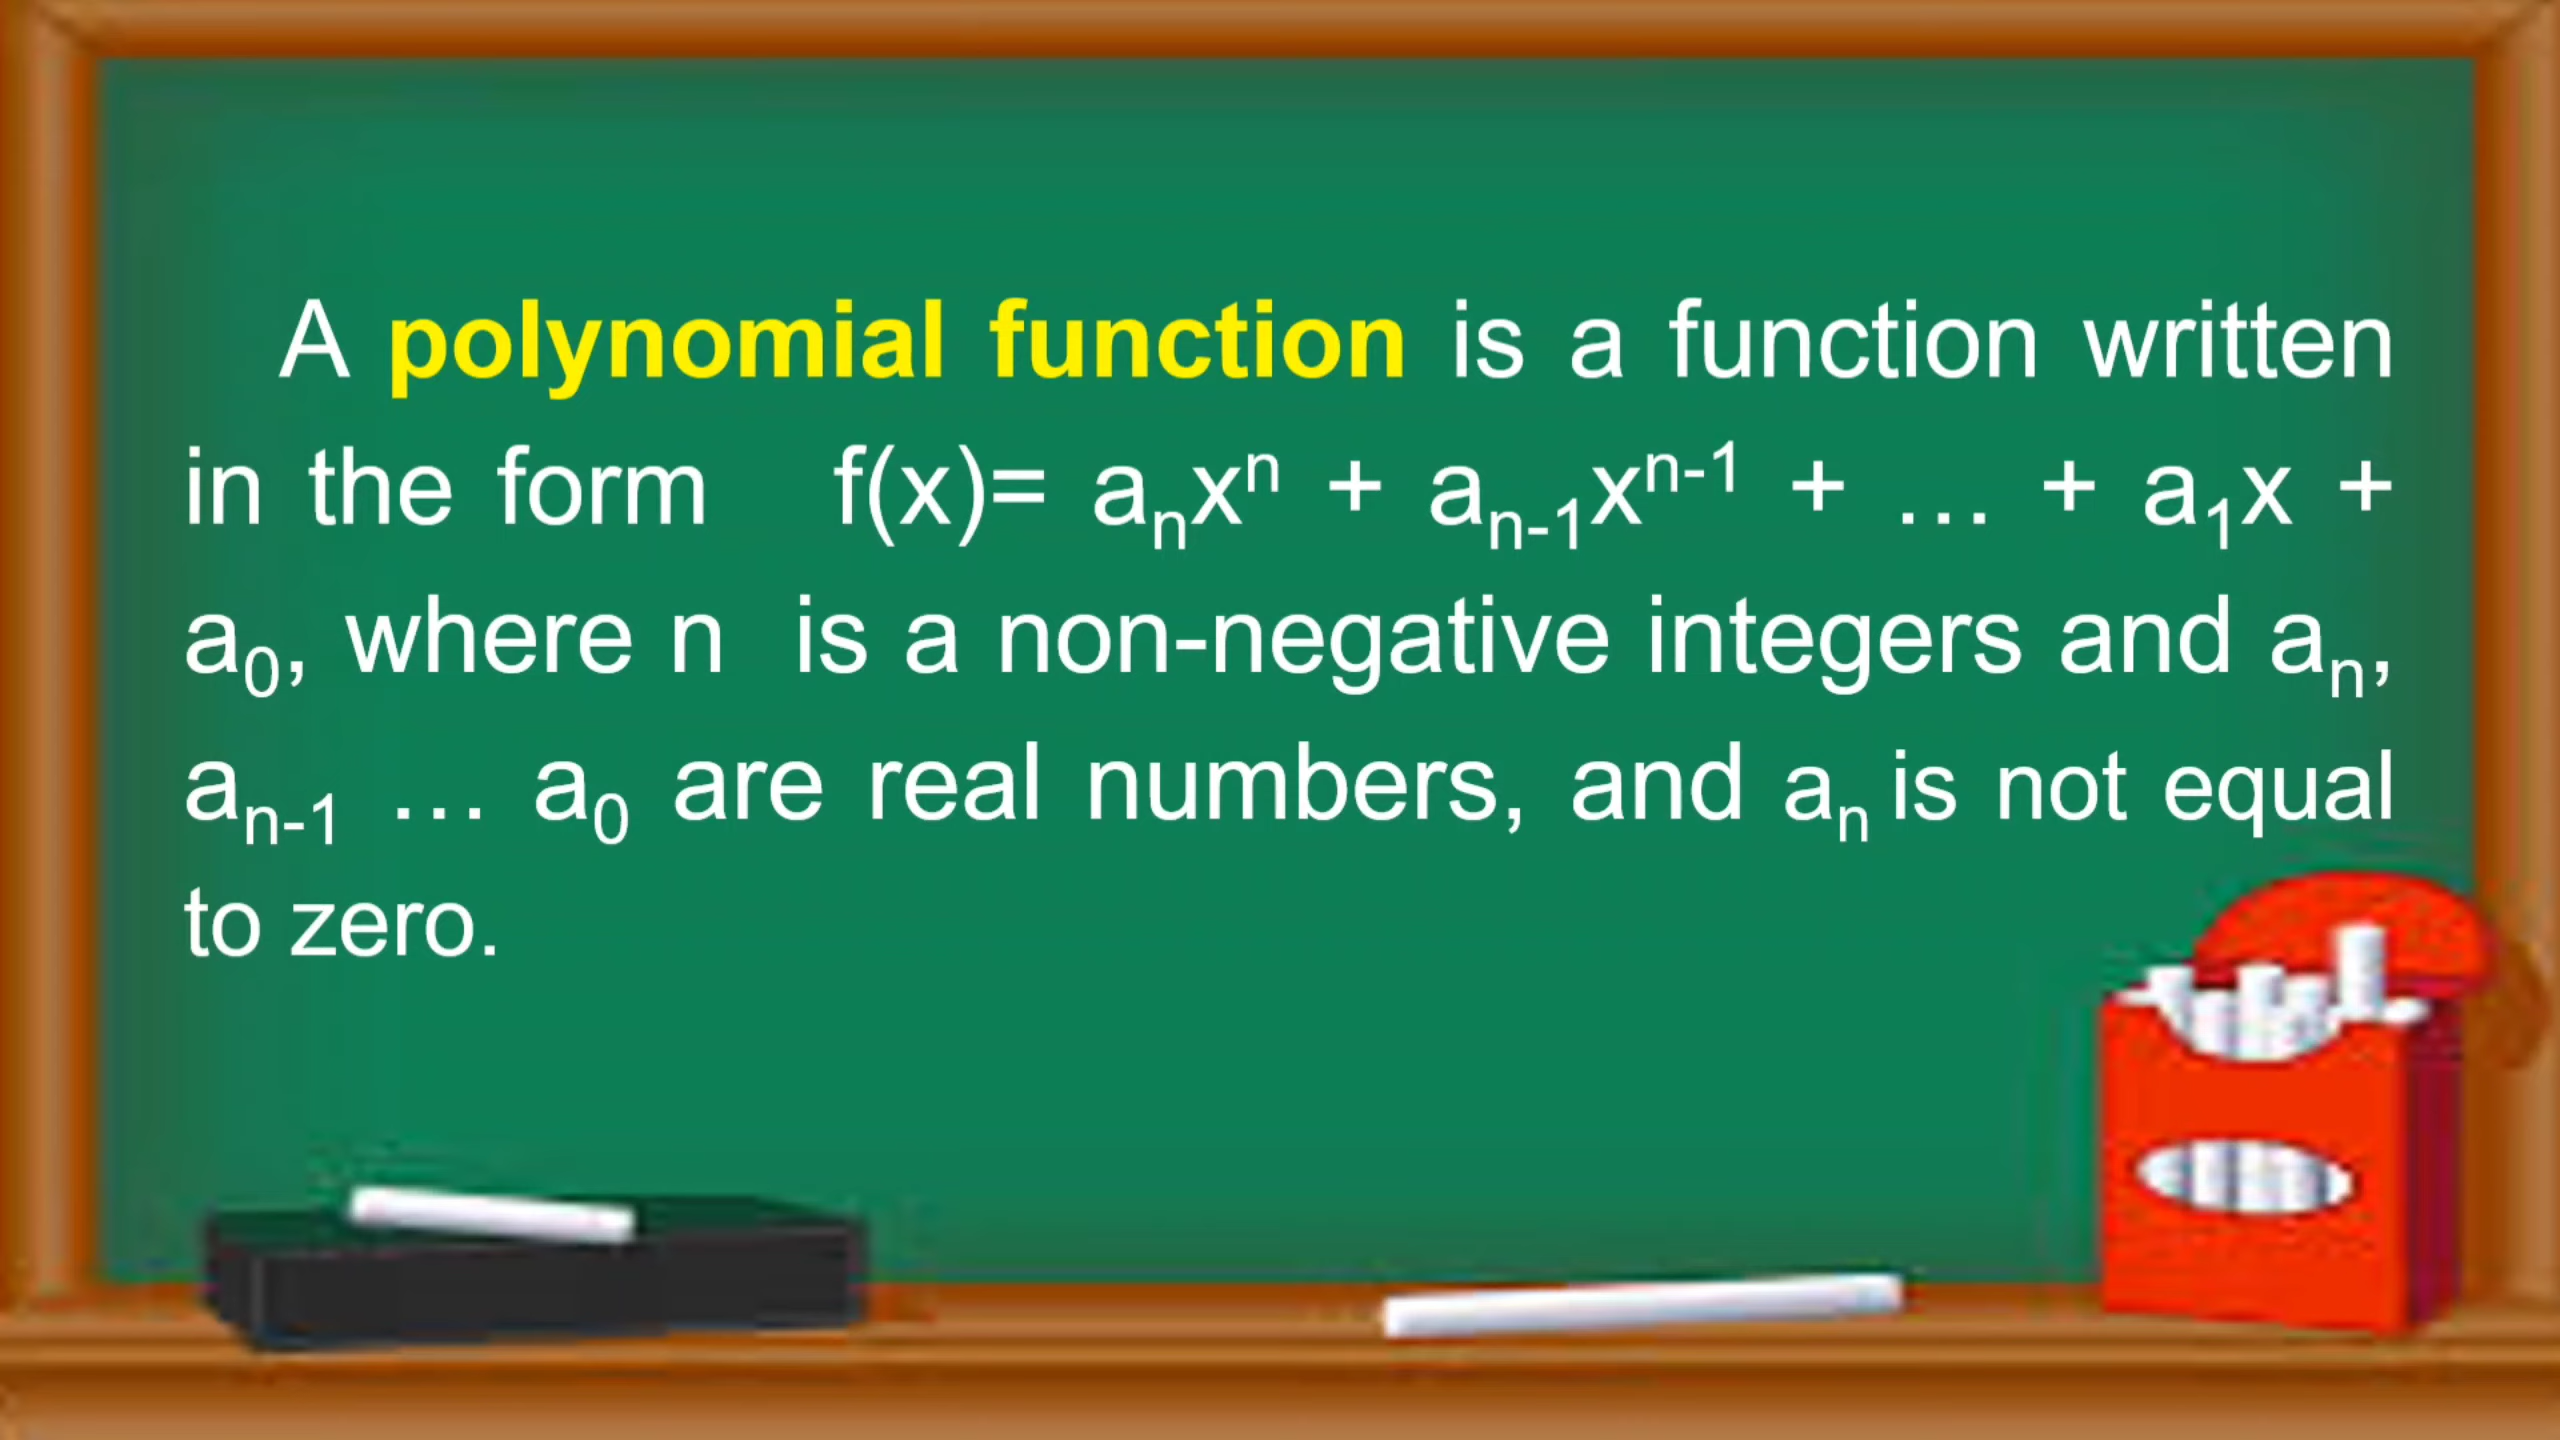 A polynomial function is a function written
in the form f(x)= aₙxⁿ + aₙ₋₁xⁿ⁻¹ + … + a₁x +
a₀, where n is a non-negative integers and aₙ,
aₙ₋₁ … a₀ are real numbers, and aₙ is not equal
to zero.